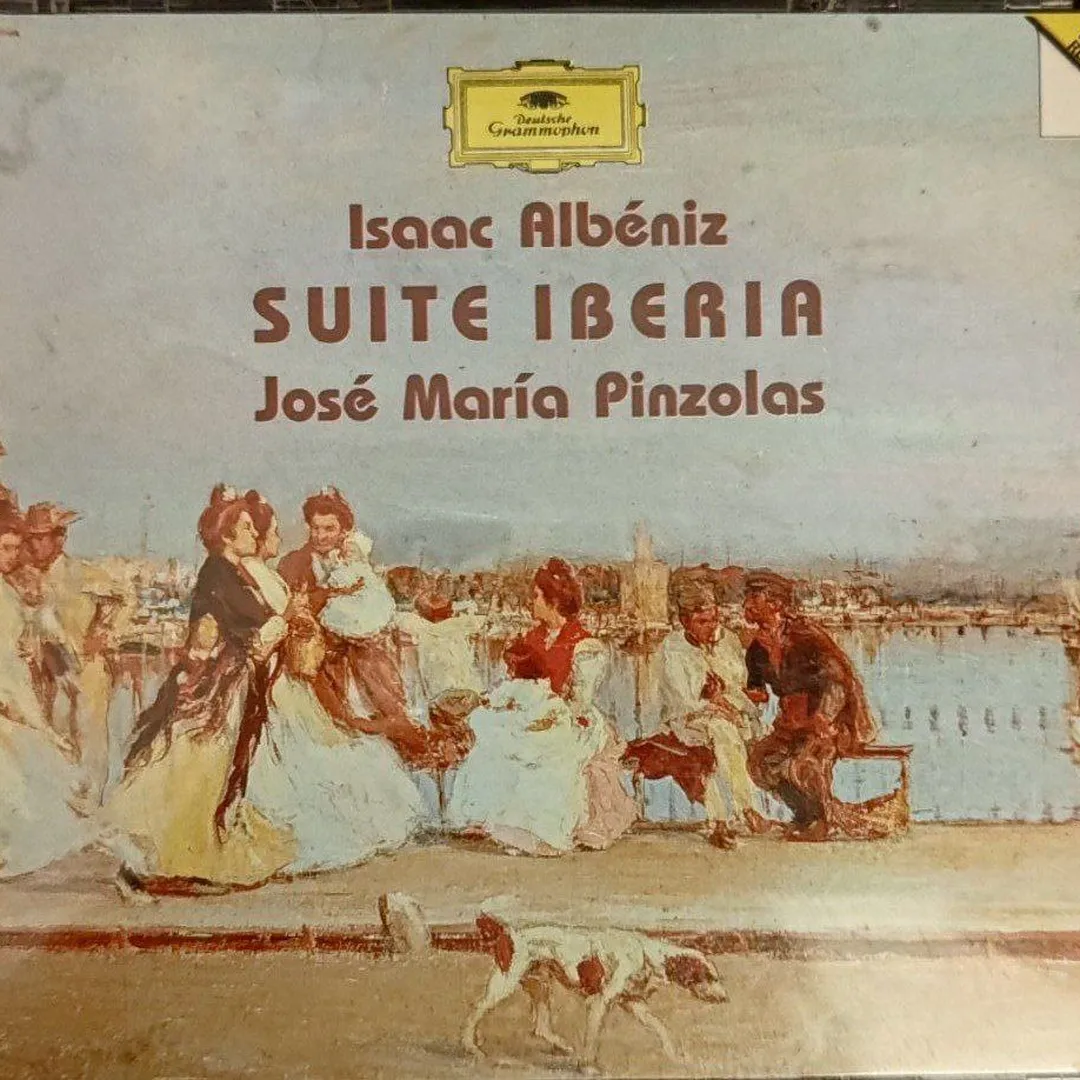 Deutsche
Grammophon
Isaac Albéniz
SUITE IBERIA
José María Pinzolas